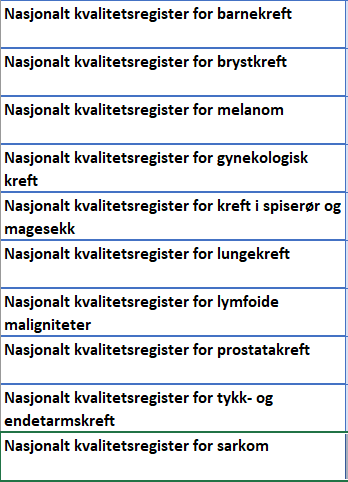 Nasjonalt kvalitetsregister for barnekreft
Nasjonalt kvalitetsregister for brystkreft
Nasjonalt kvalitetsregister for melanom
Nasjonalt kvalitetsregister for gynekologisk
kreft
Nasjonalt kvalitetsregister for kreft i spiserør og
magesekk
Nasjonalt kvalitetsregister for lungekreft
Nasjonalt kvalitetsregister for lymfoide
maligniteter
Nasjonalt kvalitetsregister for prostatakreft
Nasjonalt kvalitetsregister for tykk- og
endetarmskreft
Nasjonalt kvalitetsregister for sarkom